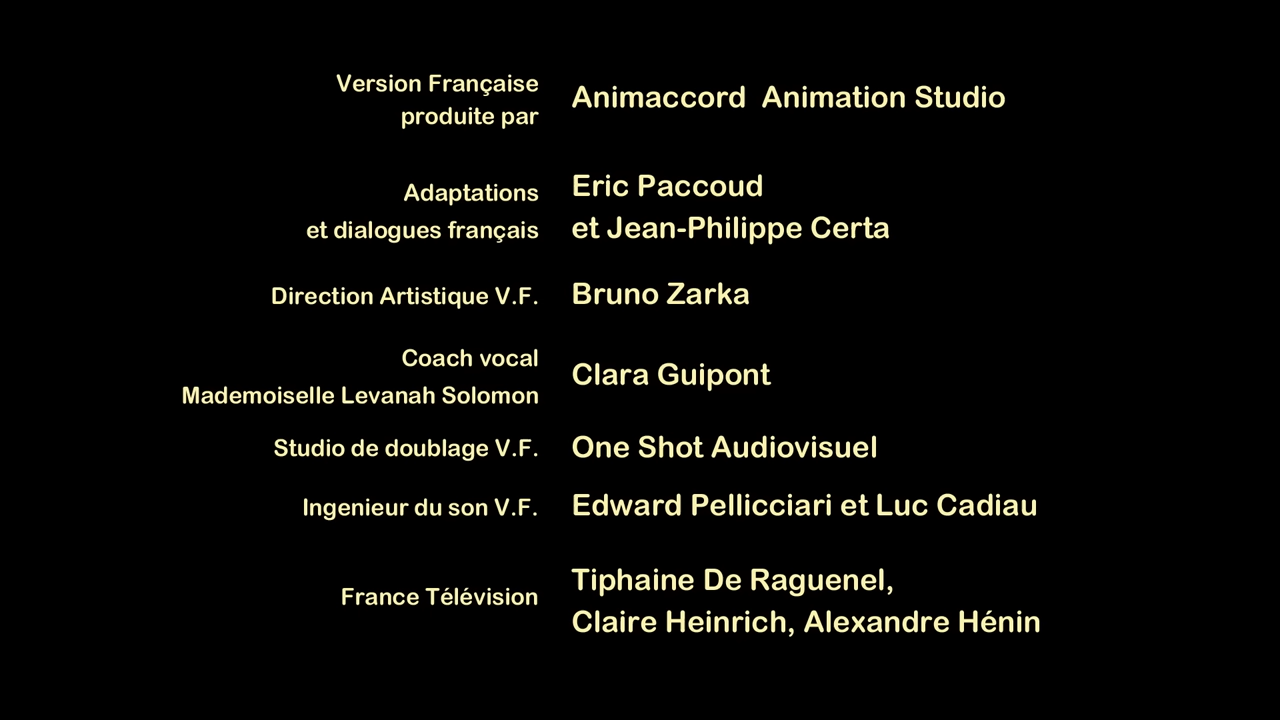 Version Française
produite par
Animaccord  Animation Studio
Adaptations
et dialogues français
Eric Paccoud
et Jean-Philippe Certa
Direction Artistique V.F.
Bruno Zarka
Coach vocal
Mademoiselle Levanah Solomon
Clara Guipont
Studio de doublage V.F.
One Shot Audiovisuel
Ingenieur du son V.F.
Edward Pellicciari et Luc Cadiau
France Télévision
Tiphaine De Raguenel,
Claire Heinrich, Alexandre Hénin